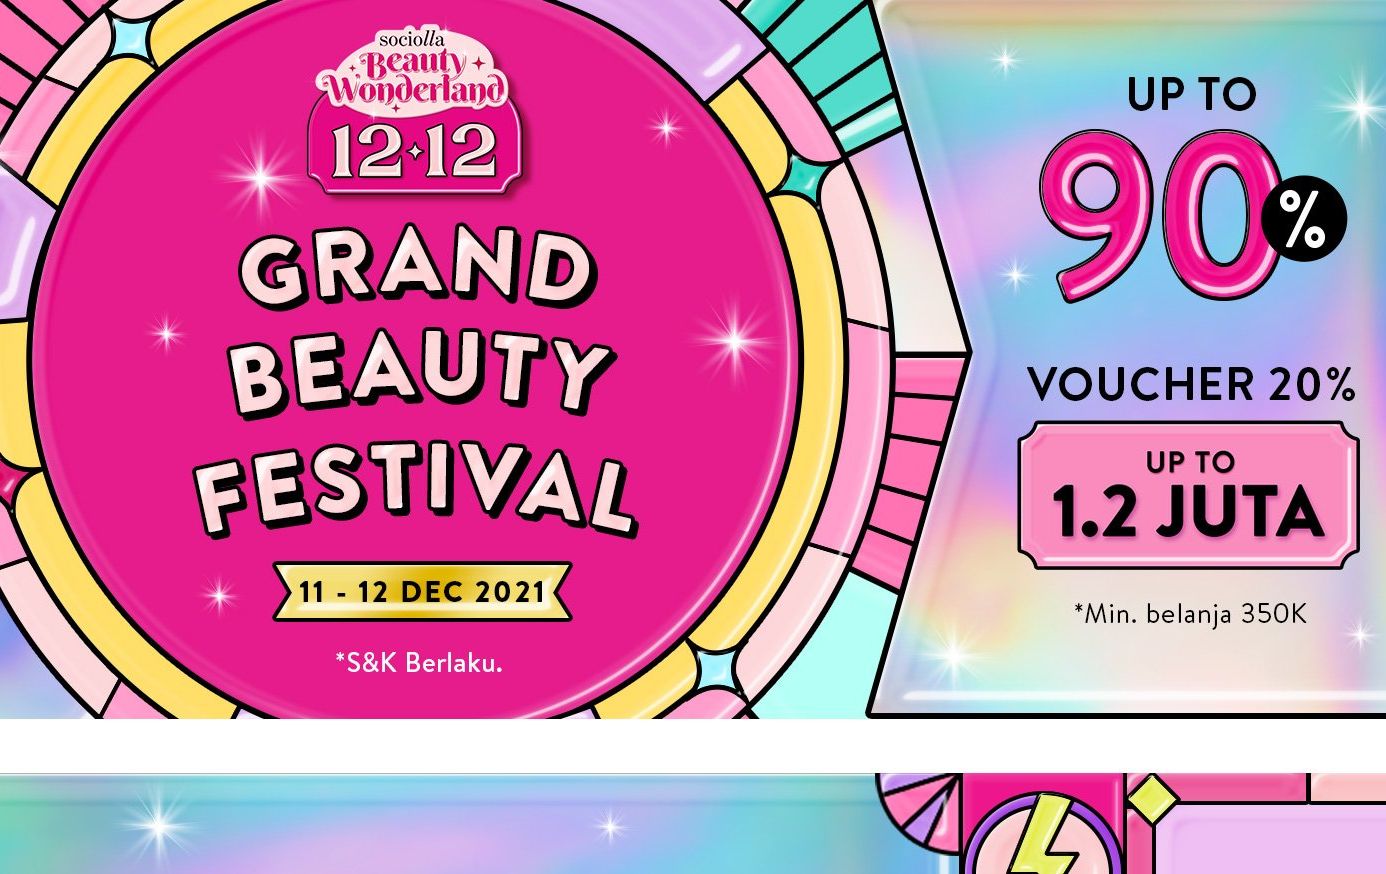 sociolla
Beauty
Wonderland
12·12
GRAND
BEAUTY
FESTIVAL
11 - 12 DEC 2021
*S&K Berlaku.
UP TO
90%
VOUCHER 20%
UP TO
1.2 JUTA
*Min. belanja 350K